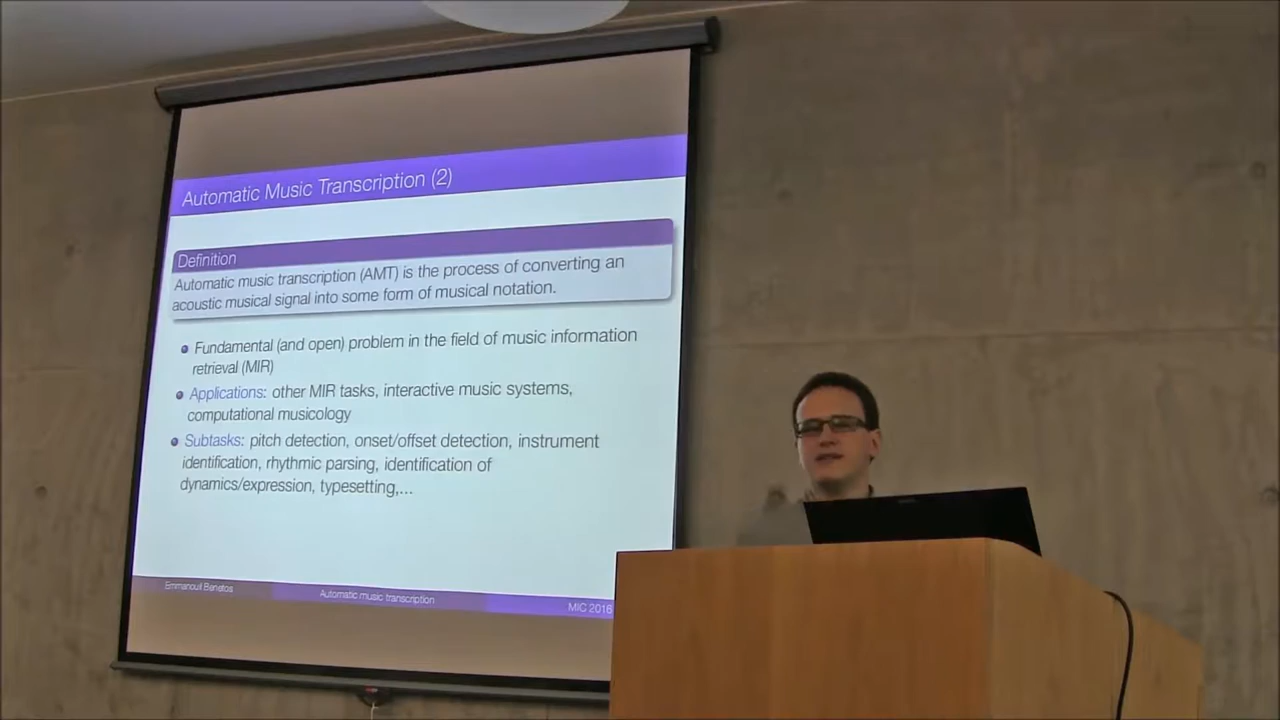 Automatic Music Transcription (2)
Definition
Automatic music transcription (AMT) is the process of converting an
acoustic musical signal into some form of musical notation.
Fundamental (and open) problem in the field of music information
retrieval (MIR)
Applications: other MIR tasks, interactive music systems,
computational musicology
Subtasks: pitch detection, onset/offset detection, instrument
identification, rhythmic parsing, identification of
dynamics/expression, typesetting,...
Emmanouil Benetos
Automatic music transcription
MIC 2016